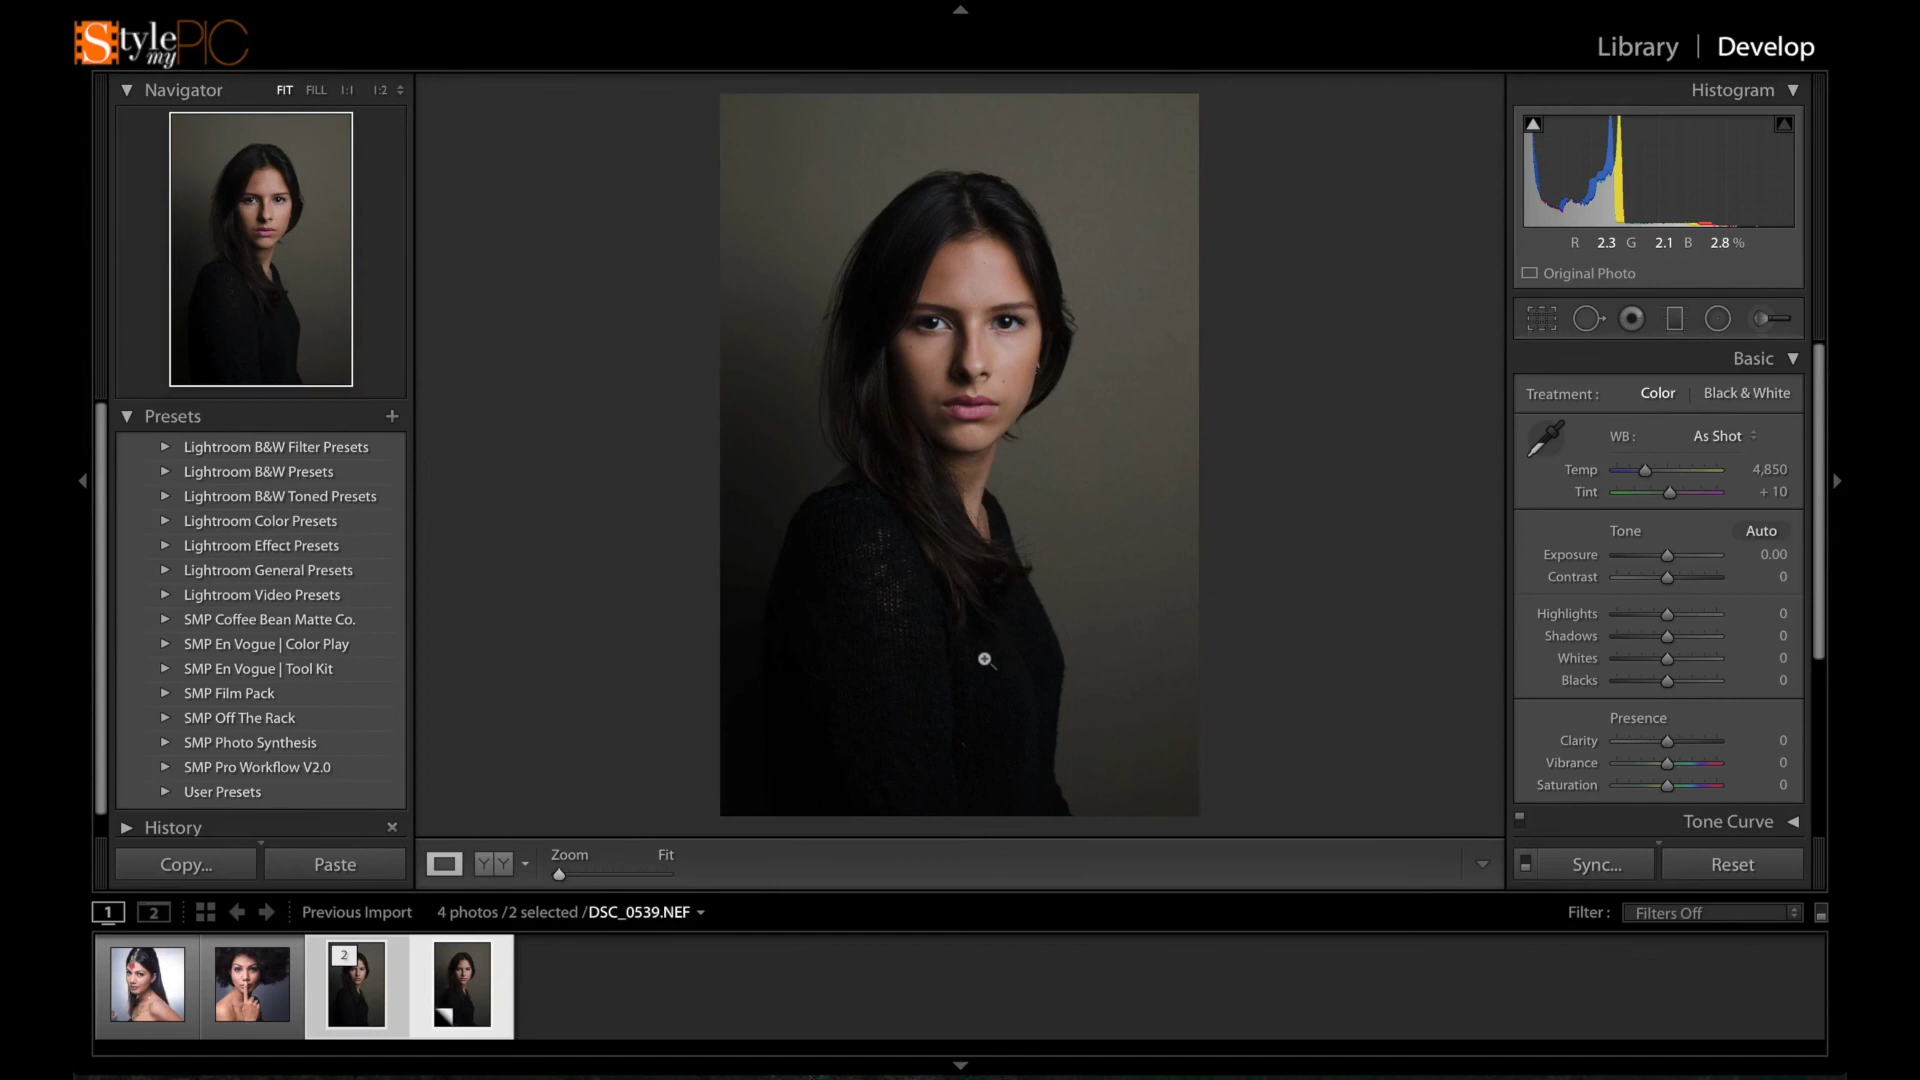 Style
my PIC
Library | Develop
Navigator FIT FILL 1:1 1:2
Presets
Lightroom B&W Filter Presets
Lightroom B&W Presets
Lightroom B&W Toned Presets
Lightroom Color Presets
Lightroom Effect Presets
Lightroom General Presets
Lightroom Video Presets
SMP Coffee Bean Matte Co.
SMP En Vogue | Color Play
SMP En Vogue | Tool Kit
SMP Film Pack
SMP Off The Rack
SMP Photo Synthesis
SMP Pro Workflow V2.0
User Presets
History
Copy... Paste
Y Y Zoom Fit
Histogram
R 2.3 G 2.1 B 2.8 %
Original Photo
Basic
Treatment : Color | Black & White
WB : As Shot
Temp 4,850
Tint + 10
Tone Auto
Exposure 0.00
Contrast 0
Highlights 0
Shadows 0
Whites 0
Blacks 0
Presence
Clarity 0
Vibrance 0
Saturation 0
Tone Curve
Sync... Reset
1 2 Previous Import 4 photos /2 selected /DSC_0539.NEF Filter : Filters Off
2